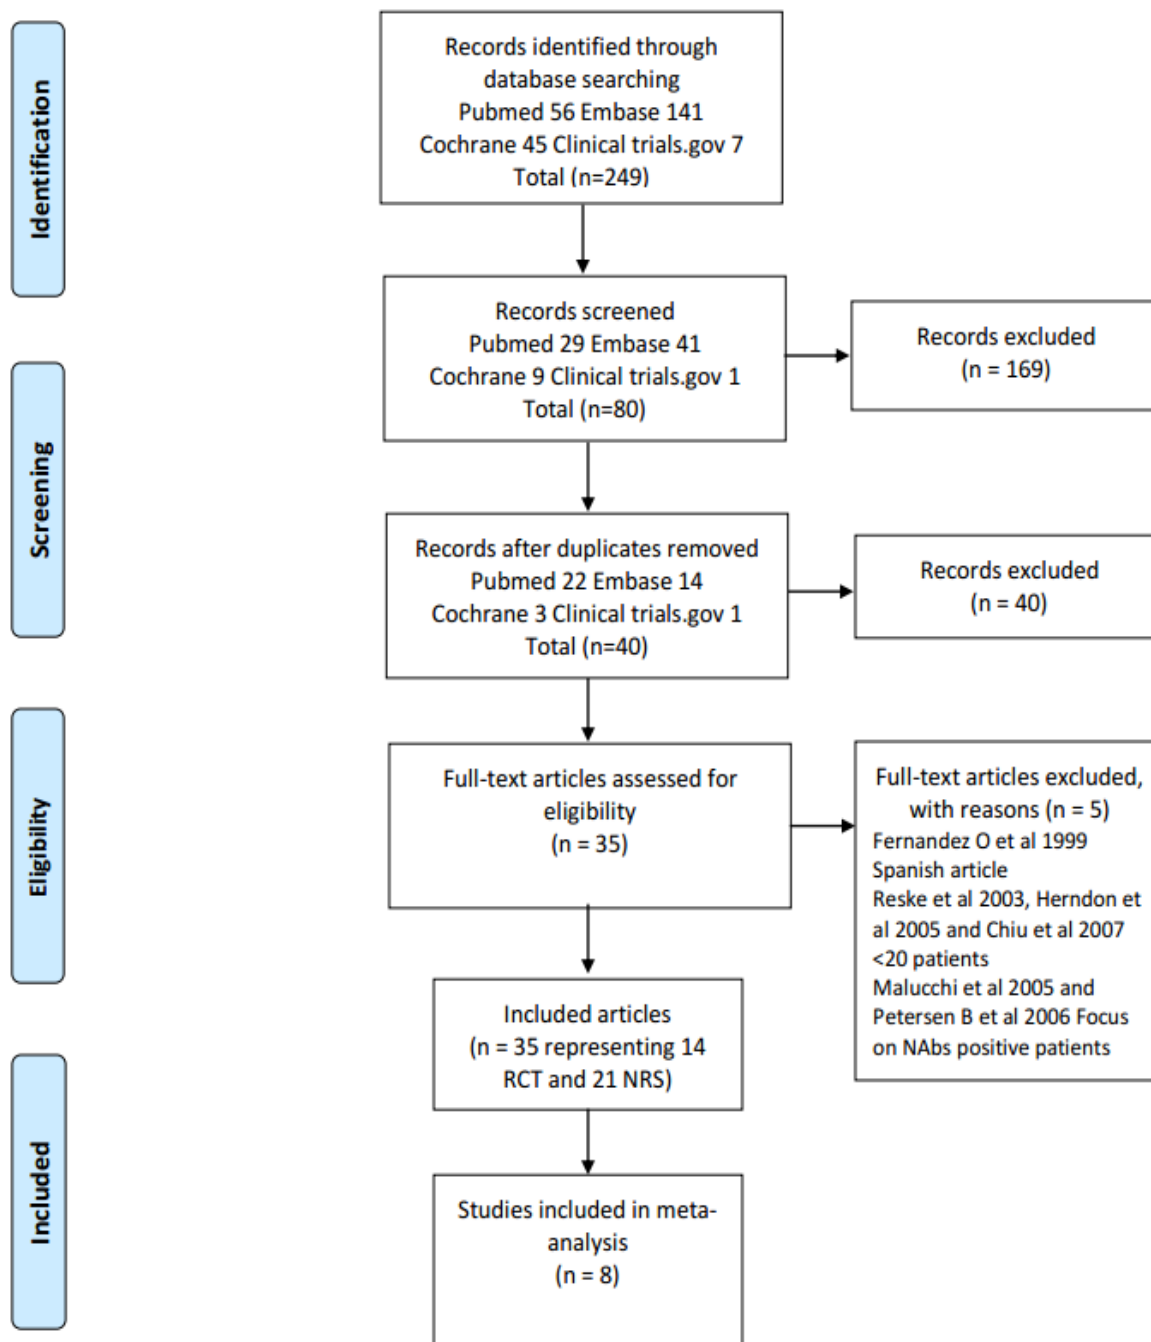 Identification
Records identified through
database searching
Pubmed 56 Embase 141
Cochrane 45 Clinical trials.gov 7
Total (n=249)
Records screened
Pubmed 29 Embase 41
Cochrane 9 Clinical trials.gov 1
Total (n=80)
Records excluded
(n = 169)
Screening
Records after duplicates removed
Pubmed 22 Embase 14
Cochrane 3 Clinical trials.gov 1
Total (n=40)
Records excluded
(n = 40)
Eligibility
Full-text articles assessed for
eligibility
(n = 35)
Full-text articles excluded,
with reasons (n = 5)
Fernandez O et al 1999
Spanish article
Reske et al 2003, Herndon et
al 2005 and Chiu et al 2007
<20 patients
Malucchi et al 2005 and
Petersen B et al 2006 Focus
on NAbs positive patients
Included
Included articles
(n = 35 representing 14
RCT and 21 NRS)
Studies included in meta-
analysis
(n = 8)